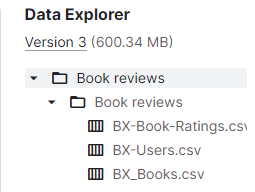 Data Explorer
Version 3 (600.34 MB)
Book reviews
Book reviews
BX-Book-Ratings.csv
BX-Users.csv
BX_Books.csv